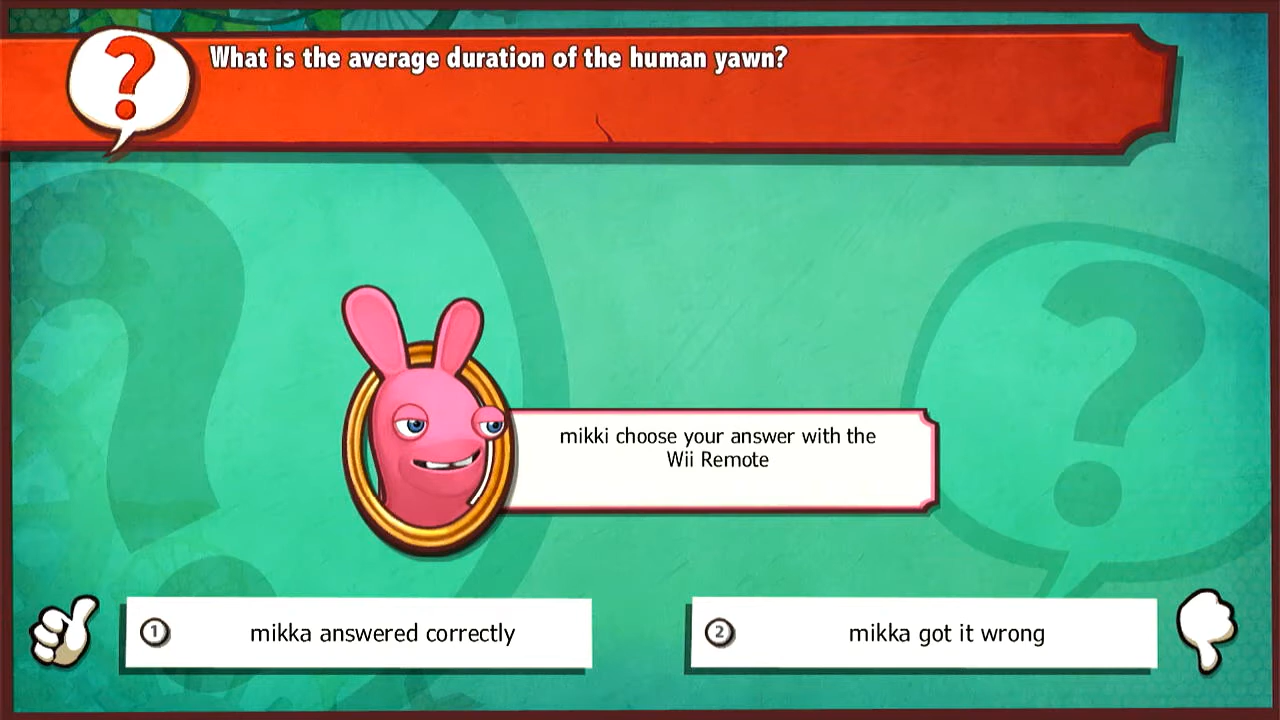 What is the average duration of the human yawn?
mikki choose your answer with the
Wii Remote
1 mikka answered correctly
2 mikka got it wrong